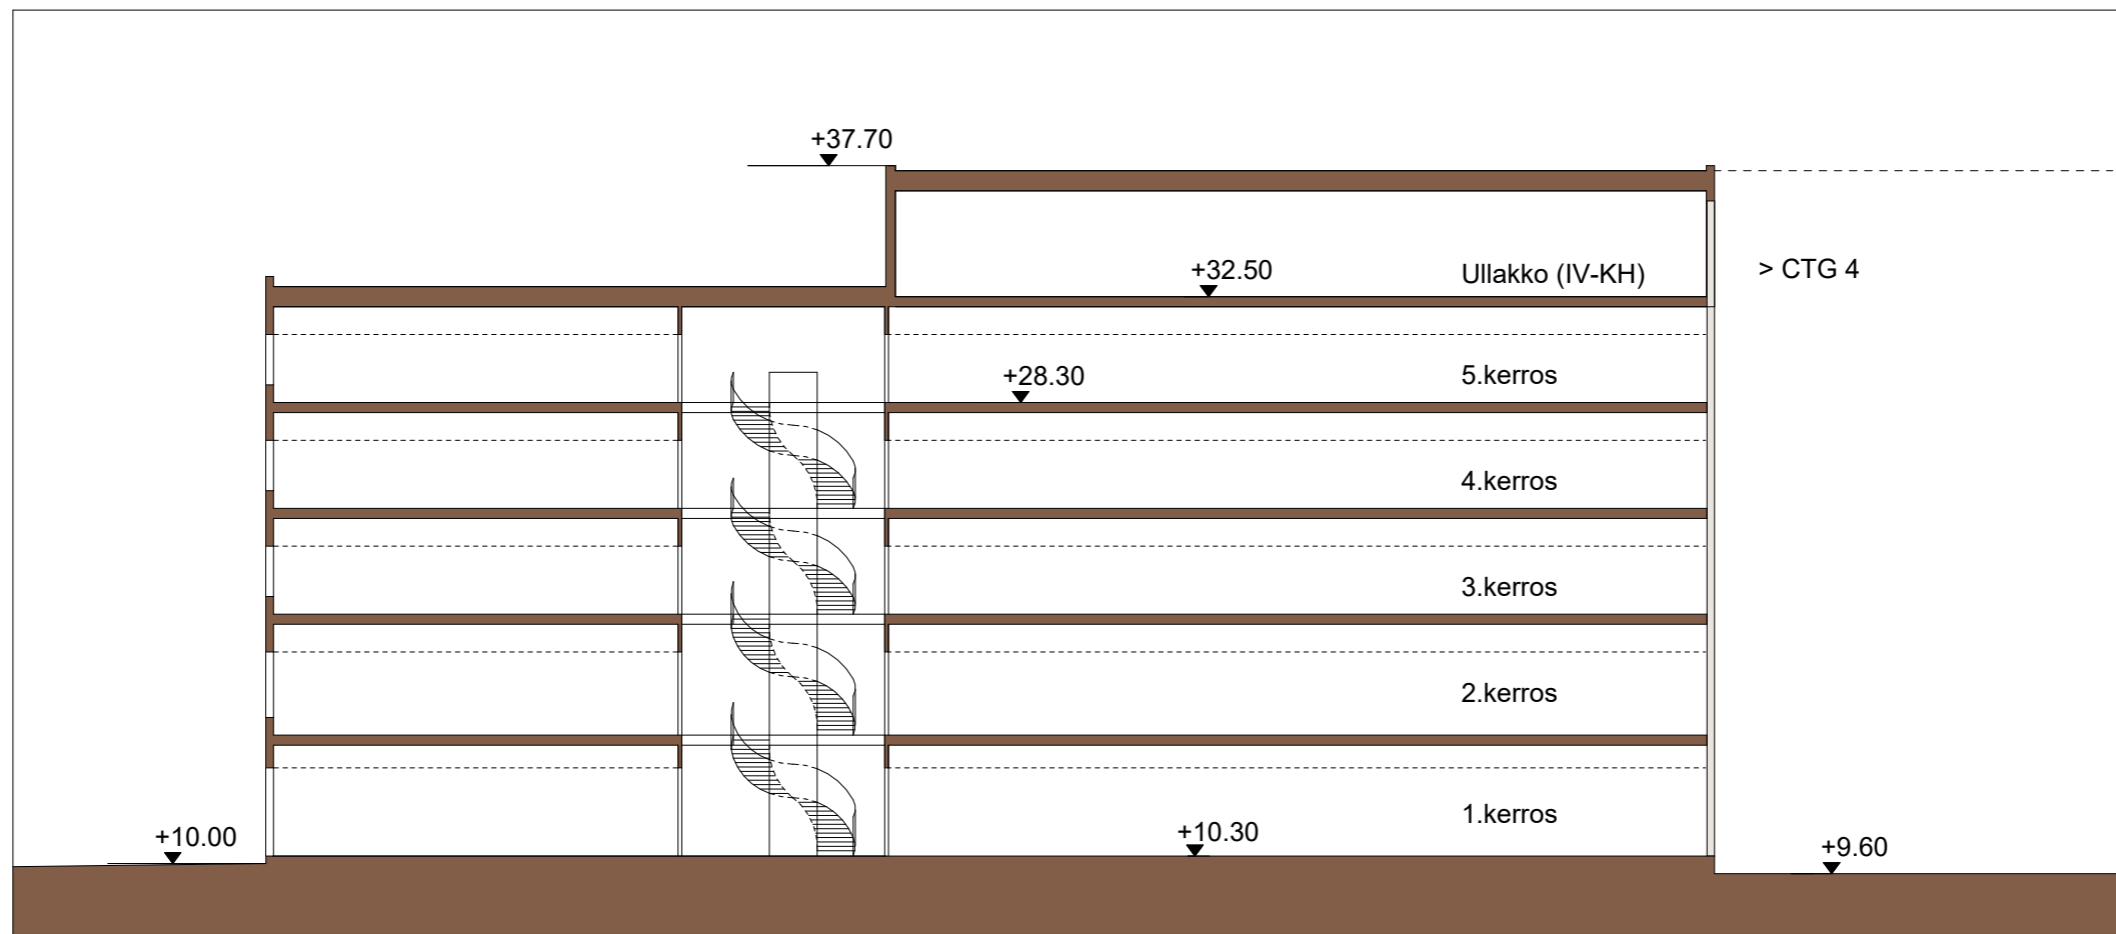 +37.70
+32.50
Ullakko (IV-KH)
> CTG 4
+28.30
5.kerros
4.kerros
3.kerros
2.kerros
1.kerros
+10.00
+10.30
+9.60